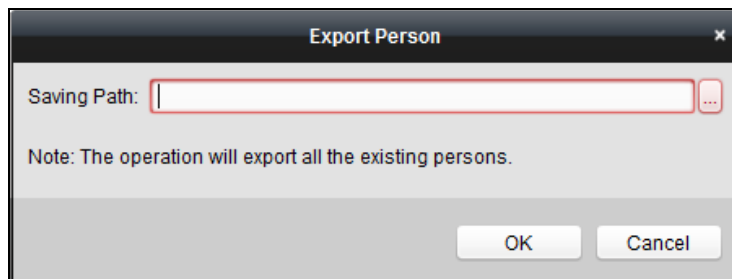 Export Person ×
Saving Path: ...
Note: The operation will export all the existing persons.
OK Cancel